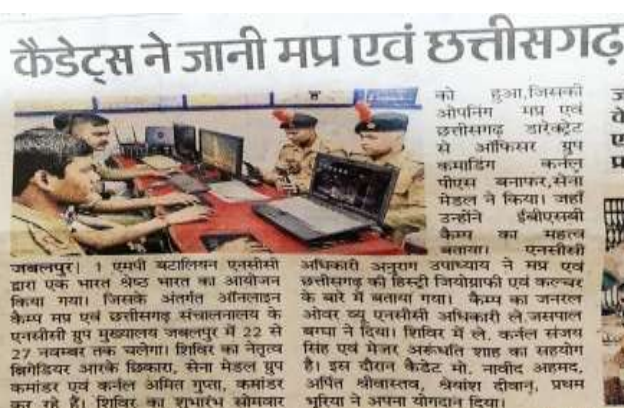 कैडेट्स ने जानी मप्र एवं छत्तीसगढ़
जबलपुर। 1 एमपी बटालियन एनसीसी
द्वारा एक भारत श्रेष्ठ भारत का आयोजन
किया गया। जिसके अंतर्गत ऑनलाइन
कैम्प मप्र एवं छत्तीसगढ़ संचालनालय के
एनसीसी ग्रुप मुख्यालय जबलपुर में 22 से
27 नवम्बर तक चलेगा। शिविर का नेतृत्व
ब्रिगेडियर आरके छिकारा, सेना मेडल ग्रुप
कमांडर एवं कर्नल अमित गुप्ता, कमांडर
कर रहे हैं। शिविर का शुभारंभ सोमवार
को हुआ,जिसकी
ओपनिंग मप्र एवं
छत्तीसगढ़ डारेक्ट्रेट
से ऑफिसर ग्रुप
कमाडिंग कर्नल
पीएस बनाफर,सेना
मेडल ने किया। जहाँ
उन्होंने ईबीएसबी
कैम्प का महत्व
बताया। एनसीसी
अधिकारी अनुराग उपाध्याय ने मप्र एवं
छत्तीसगढ़ की हिस्ट्री जियोग्राफी एवं कल्चर
के बारे में बताया गया। कैम्प का जनरल
ओवर व्यू एनसीसी अधिकारी ले.जसपाल
बग्घा ने दिया। शिविर में ले. कर्नल संजय
सिंह एवं मेजर अरूंधति शाह का सहयोग
है। इस दौरान कैडेट मो. नावीद अहमद,
अर्पित श्रीवास्तव, श्रेयांश दीवान, प्रथम
भूरिया ने अपना योगदान दिया।